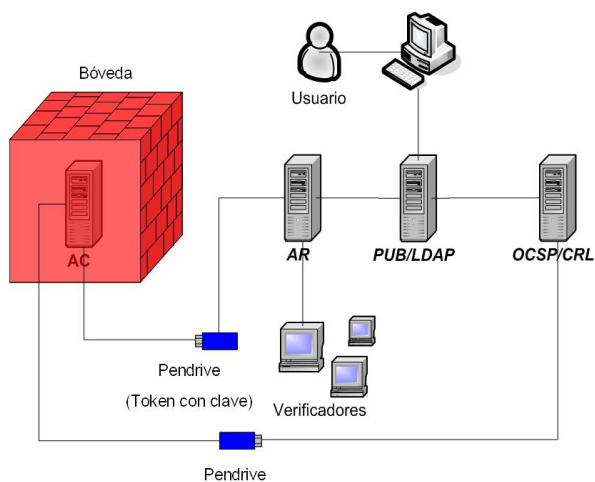 Bóveda
Usuario
AC
AR
PUB/LDAP
OCSP/CRL
Pendrive
(Token con clave)
Verificadores
Pendrive